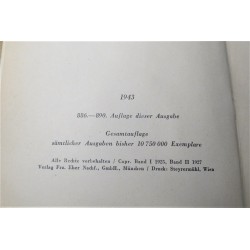 1943
Auflage dieser Ausgabe
Gesamtauflage
sämtlicher Ausgaben bisher 10 750 000 Exemplare
Alle Rechte vorbehalten / Copr. Band I 1925, Band II 1927
Verlag Frz. Eher Nachf., GmbH., München / Druck: Steyrermühl, Wien